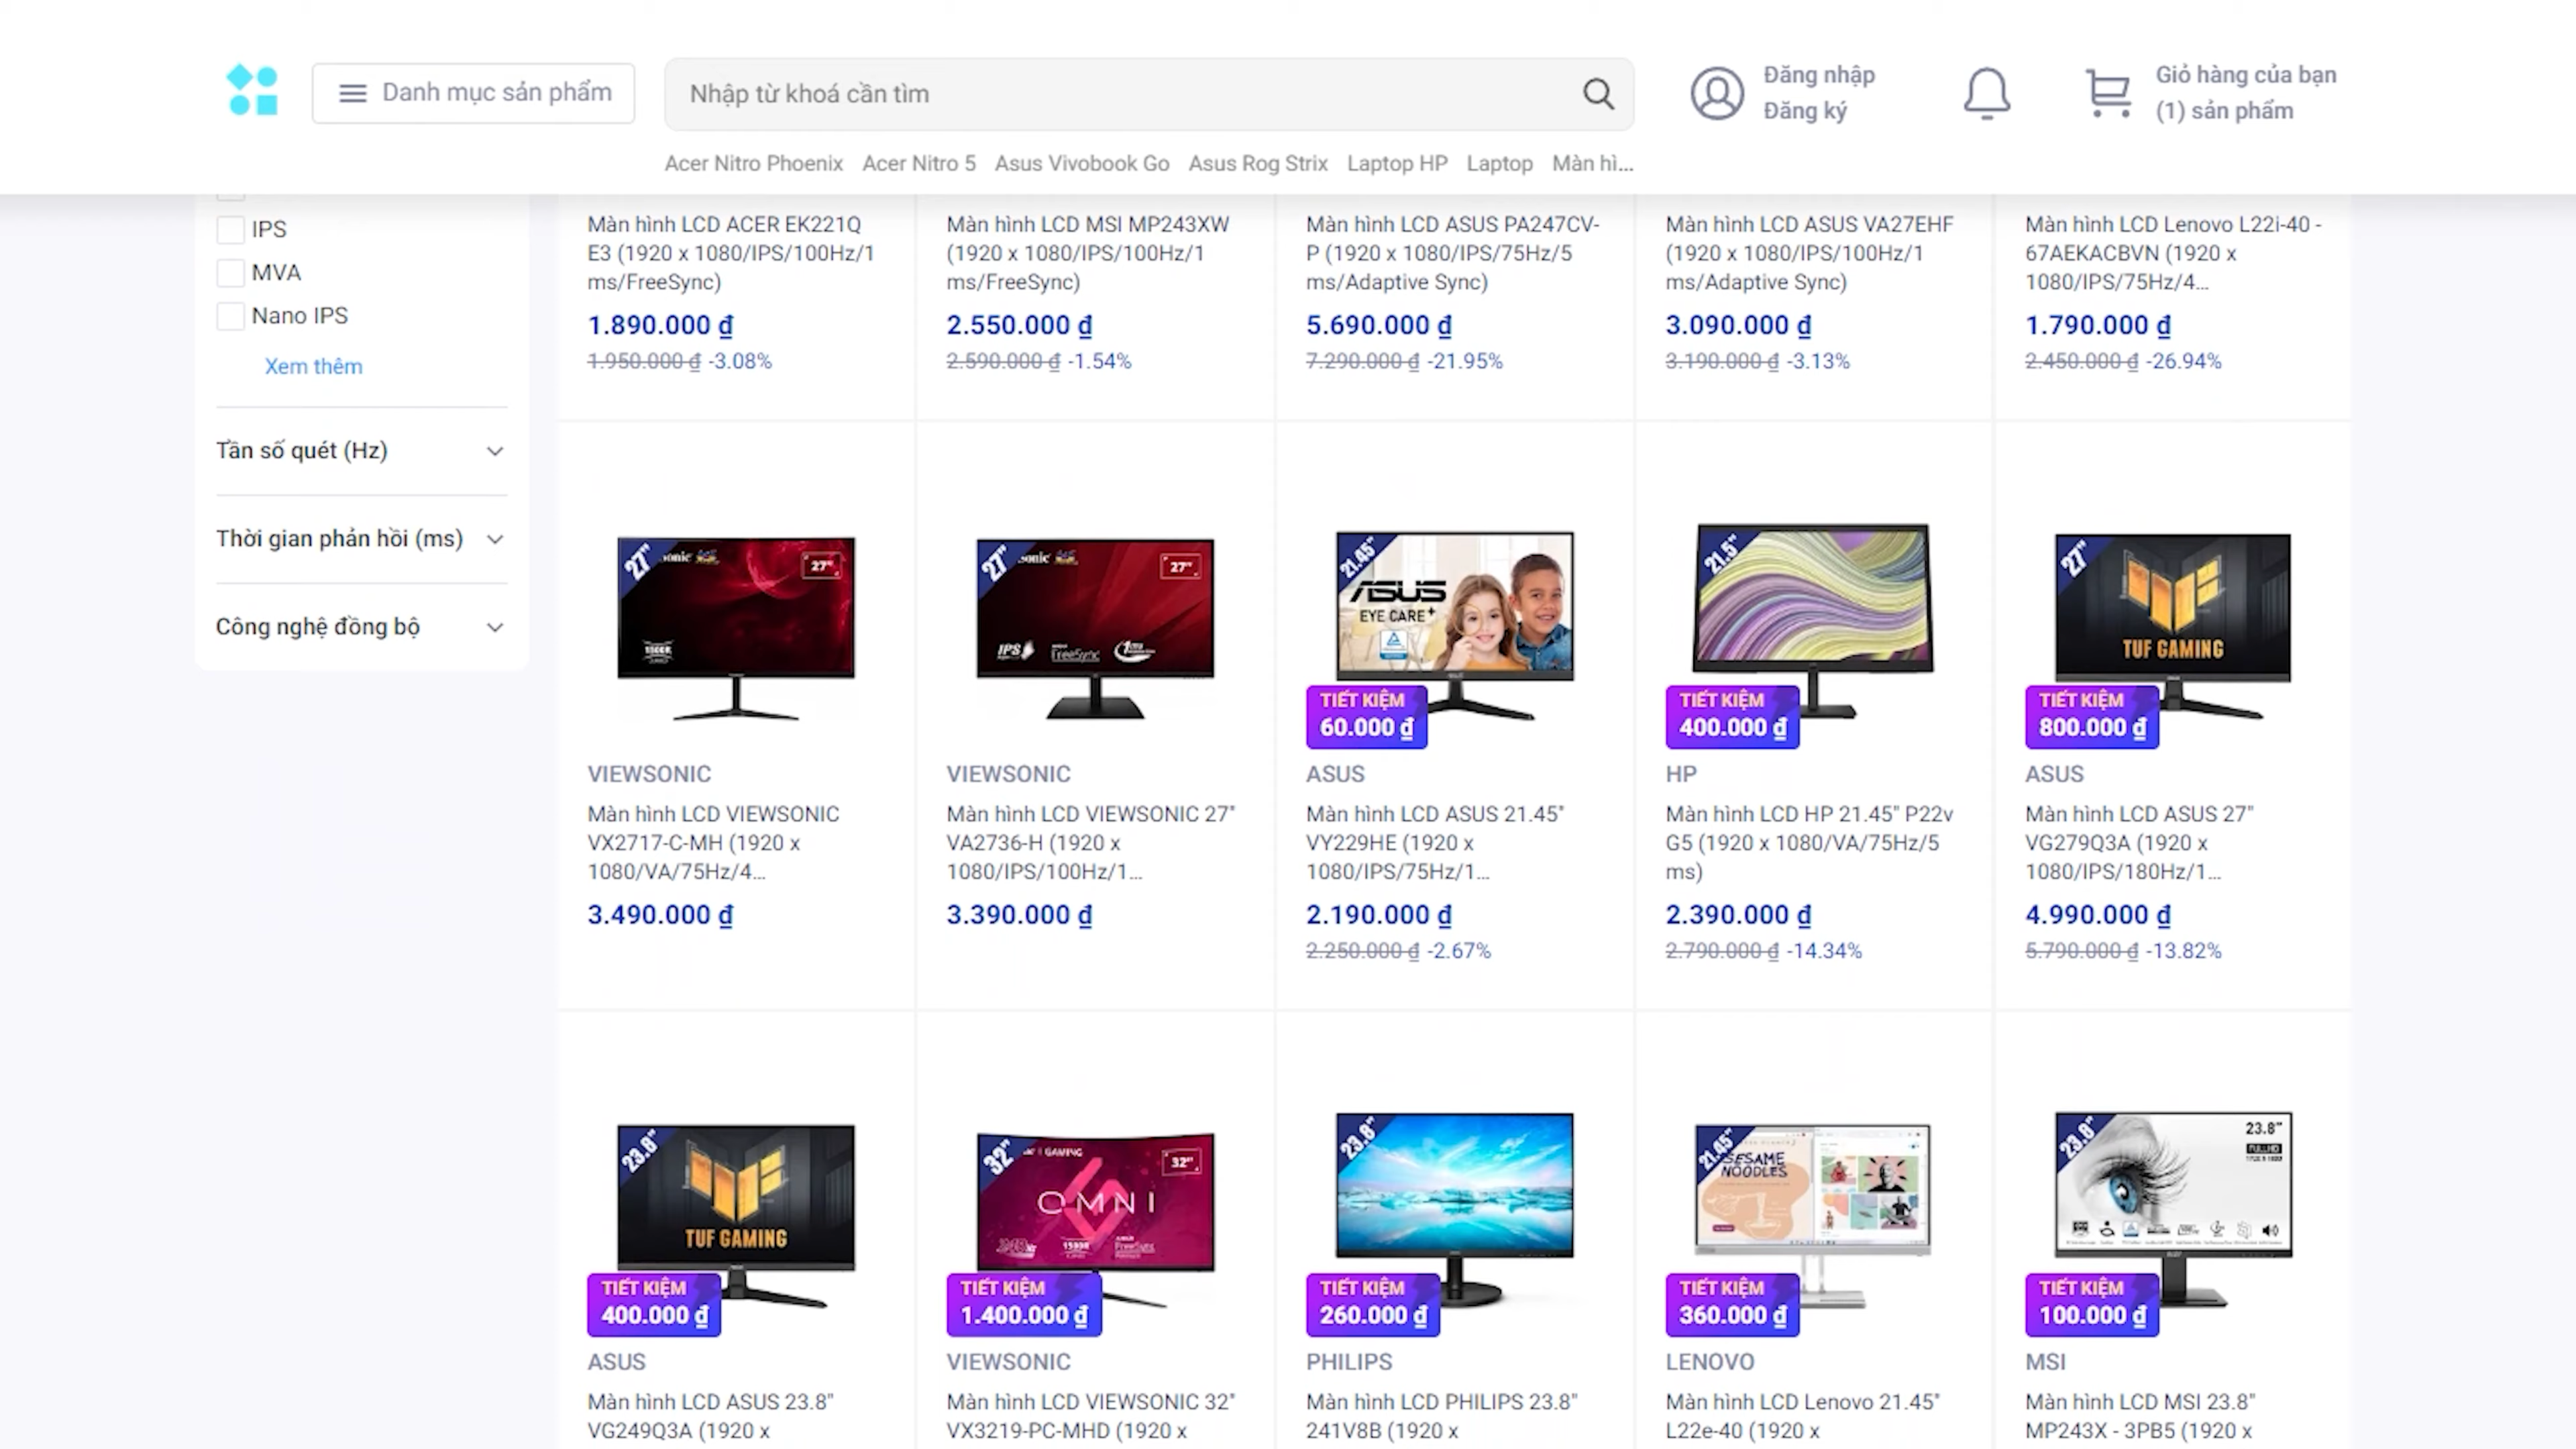 Danh mục sản phẩm
Nhập từ khoá cần tìm
Đăng nhập
Đăng ký
Giỏ hàng của bạn
(1) sản phẩm
Acer Nitro Phoenix Acer Nitro 5 Asus Vivobook Go Asus Rog Strix Laptop HP Laptop Màn hì...
IPS
MVA
Nano IPS
Xem thêm
Tần số quét (Hz)
Thời gian phản hồi (ms)
Công nghệ đồng bộ
Màn hình LCD ACER EK221Q
E3 (1920 x 1080/IPS/100Hz/1
ms/FreeSync)
1.890.000 ₫
1.950.000 ₫ -3.08%
Màn hình LCD MSI MP243XW
(1920 x 1080/IPS/100Hz/1
ms/FreeSync)
2.550.000 ₫
2.590.000 ₫ -1.54%
Màn hình LCD ASUS PA247CV-
P (1920 x 1080/IPS/75Hz/5
ms/Adaptive Sync)
5.690.000 ₫
7.290.000 ₫ -21.95%
Màn hình LCD ASUS VA27EHF
(1920 x 1080/IPS/100Hz/1
ms/Adaptive Sync)
3.090.000 ₫
3.190.000 ₫ -3.13%
Màn hình LCD Lenovo L22i-40 -
67AEKACBVN (1920 x
1080/IPS/75Hz/4...
1.790.000 ₫
2.450.000 ₫ -26.94%
27"
sonic
27"
VIEWSONIC
Màn hình LCD VIEWSONIC
VX2717-C-MH (1920 x
1080/VA/75Hz/4...
3.490.000 ₫
27"
sonic
27"
IPS
FreeSync
VIEWSONIC
Màn hình LCD VIEWSONIC 27"
VA2736-H (1920 x
1080/IPS/100Hz/1...
3.390.000 ₫
21.45"
ASUS
EYE CARE+
TIẾT KIỆM
60.000 ₫
ASUS
Màn hình LCD ASUS 21.45"
VY229HE (1920 x
1080/IPS/75Hz/1...
2.190.000 ₫
2.250.000 ₫ -2.67%
21.5"
TIẾT KIỆM
400.000 ₫
HP
Màn hình LCD HP 21.45" P22v
G5 (1920 x 1080/VA/75Hz/5
ms)
2.390.000 ₫
2.790.000 ₫ -14.34%
27"
TUF GAMING
TIẾT KIỆM
800.000 ₫
ASUS
Màn hình LCD ASUS 27"
VG279Q3A (1920 x
1080/IPS/180Hz/1...
4.990.000 ₫
5.790.000 ₫ -13.82%
23.8"
TUF GAMING
TIẾT KIỆM
400.000 ₫
ASUS
Màn hình LCD ASUS 23.8"
VG249Q3A (1920 x
32"
GAMING
32"
OMNI
1500R
FreeSync
TIẾT KIỆM
1.400.000 ₫
VIEWSONIC
Màn hình LCD VIEWSONIC 32"
VX3219-PC-MHD (1920 x
23.8"
TIẾT KIỆM
260.000 ₫
PHILIPS
Màn hình LCD PHILIPS 23.8"
241V8B (1920 x
21.45"
SESAME
NOODLES
TIẾT KIỆM
360.000 ₫
LENOVO
Màn hình LCD Lenovo 21.45"
L22e-40 (1920 x
23.8"
23.8"
FULL HD
TIẾT KIỆM
100.000 ₫
MSI
Màn hình LCD MSI 23.8"
MP243X - 3PB5 (1920 x